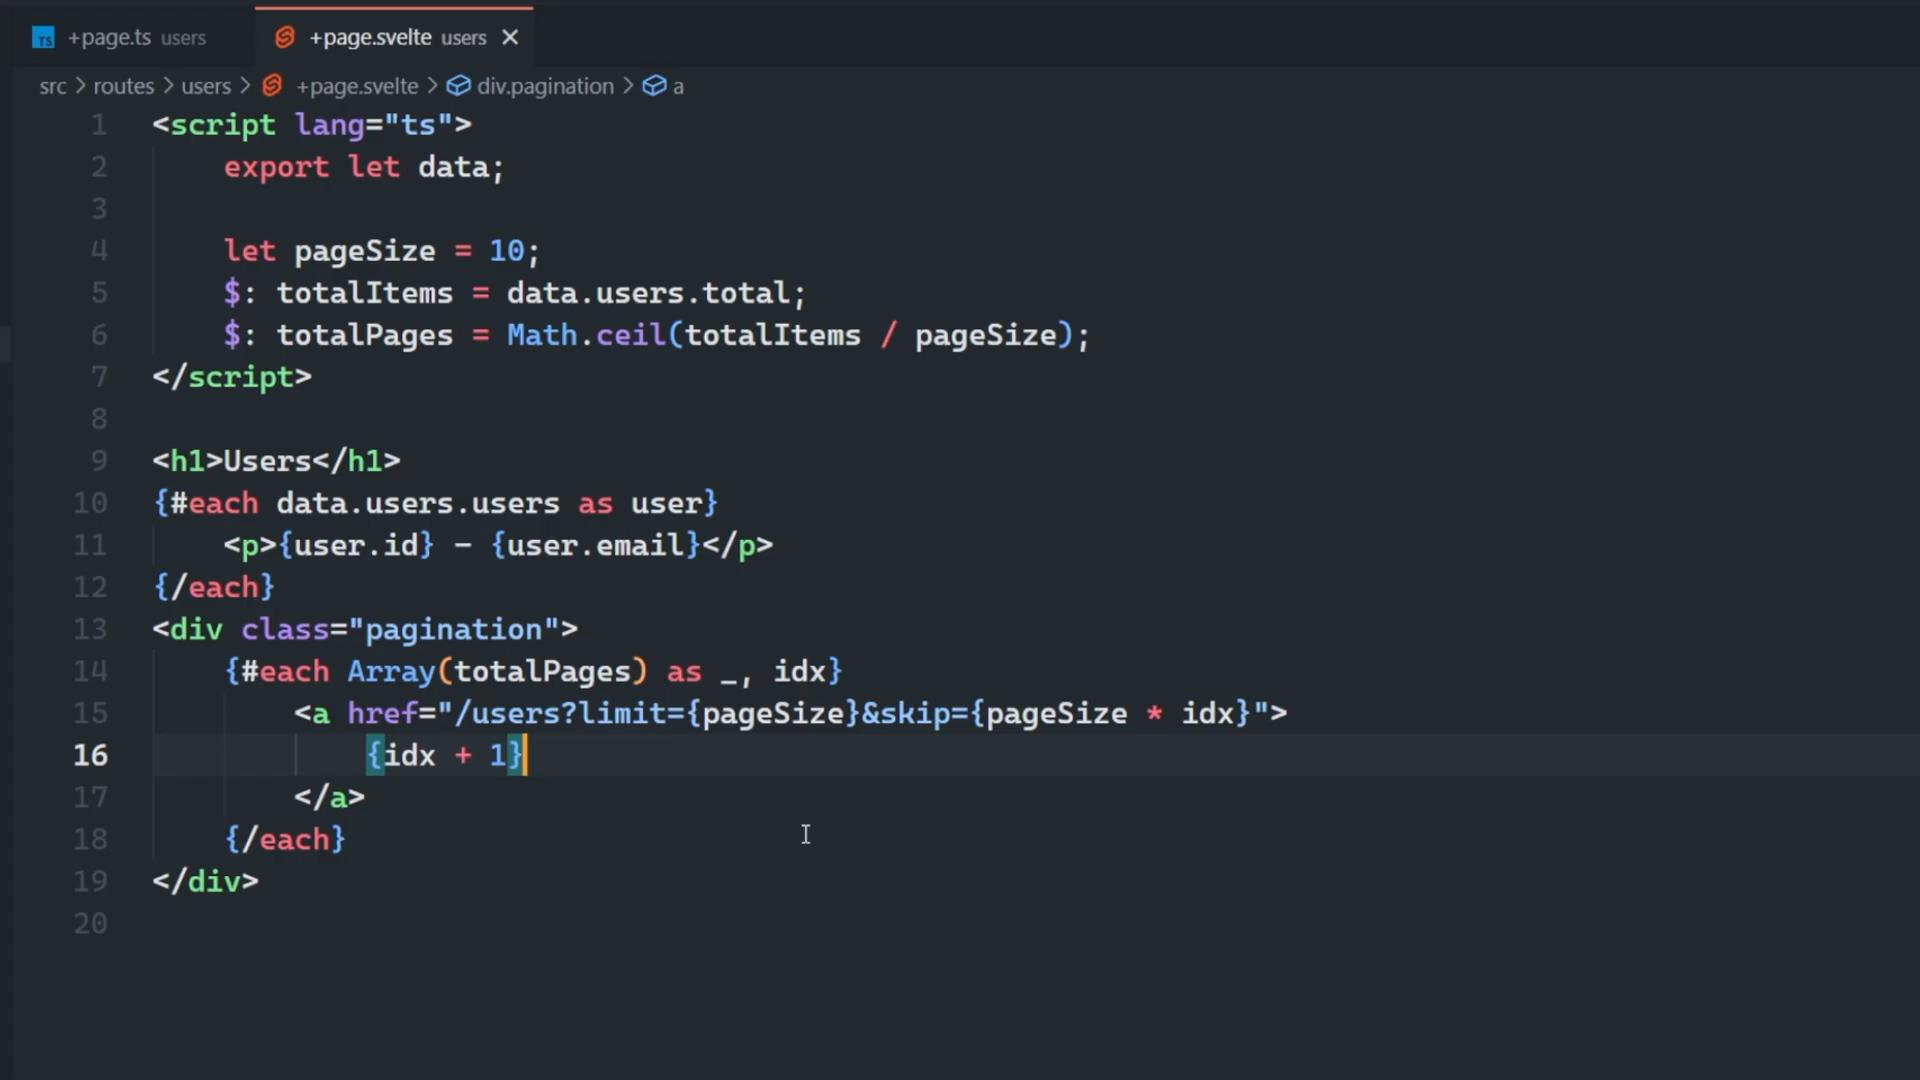 TS +page.ts users +page.svelte users
src > routes > users > +page.svelte > div.pagination > a
1 <script lang="ts">
2 export let data;
3
4 let pageSize = 10;
5 $: totalItems = data.users.total;
6 $: totalPages = Math.ceil(totalItems / pageSize);
7 </script>
8
9 <h1>Users</h1>
10 {#each data.users.users as user}
11 <p>{user.id} - {user.email}</p>
12 {/each}
13 <div class="pagination">
14 {#each Array(totalPages) as _, idx}
15 <a href="/users?limit={pageSize}&skip={pageSize * idx}">
16 {idx + 1}
17 </a>
18 {/each}
19 </div>
20